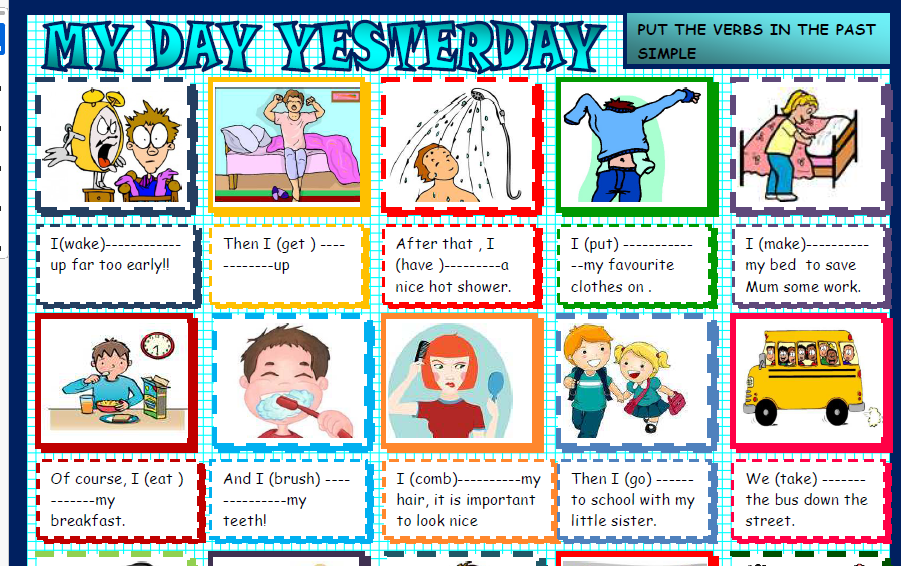 MY DAY YESTERDAY
PUT THE VERBS IN THE PAST
SIMPLE
I(wake)-----------
up far too early!!
Then I (get ) ----
---------up
After that , I
(have )---------a
nice hot shower.
I (put) ----------
--my favourite
clothes on .
I (make)---------
my bed  to save
Mum some work.
Of course, I (eat )
-------my
breakfast.
And I (brush) ----
-----------my
teeth!
I (comb)---------my
hair, it is important
to look nice
Then I (go) ------
to school with my
little sister.
We (take) -------
the bus down the
street.